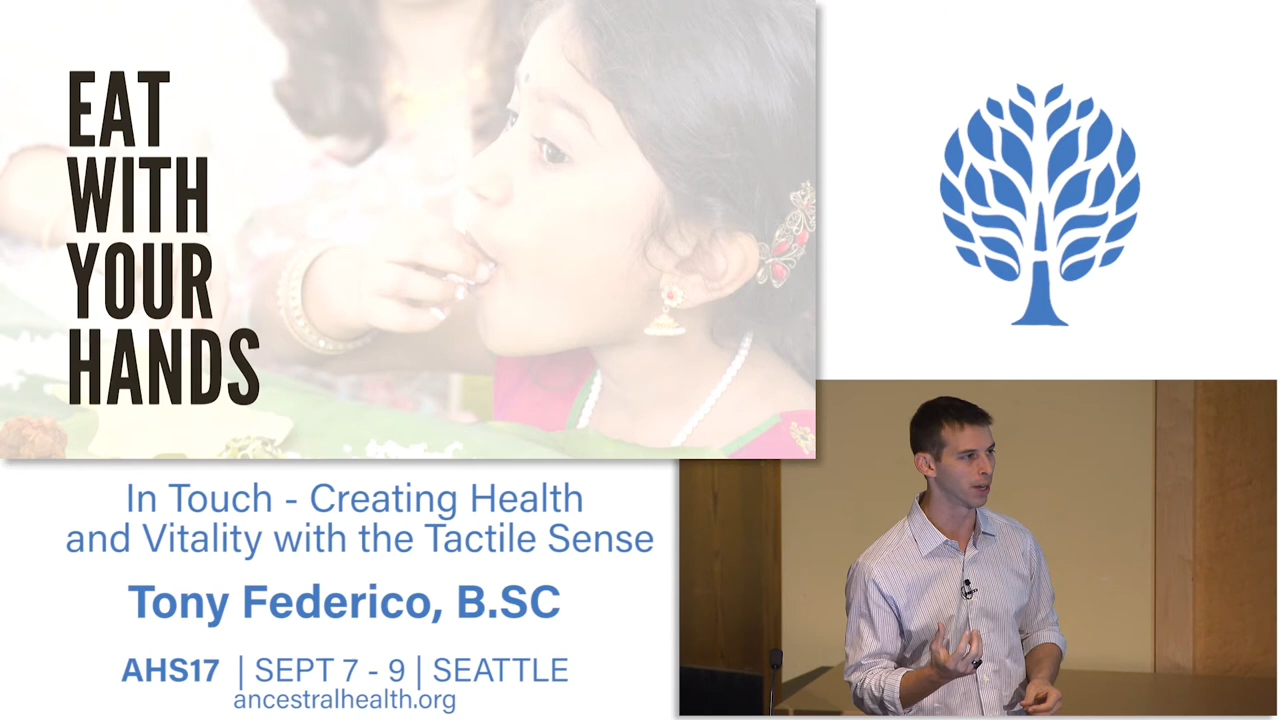 EAT
WITH
YOUR
HANDS
In Touch - Creating Health
and Vitality with the Tactile Sense
Tony Federico, B.SC
AHS17 | SEPT 7 - 9 | SEATTLE
ancestralhealth.org